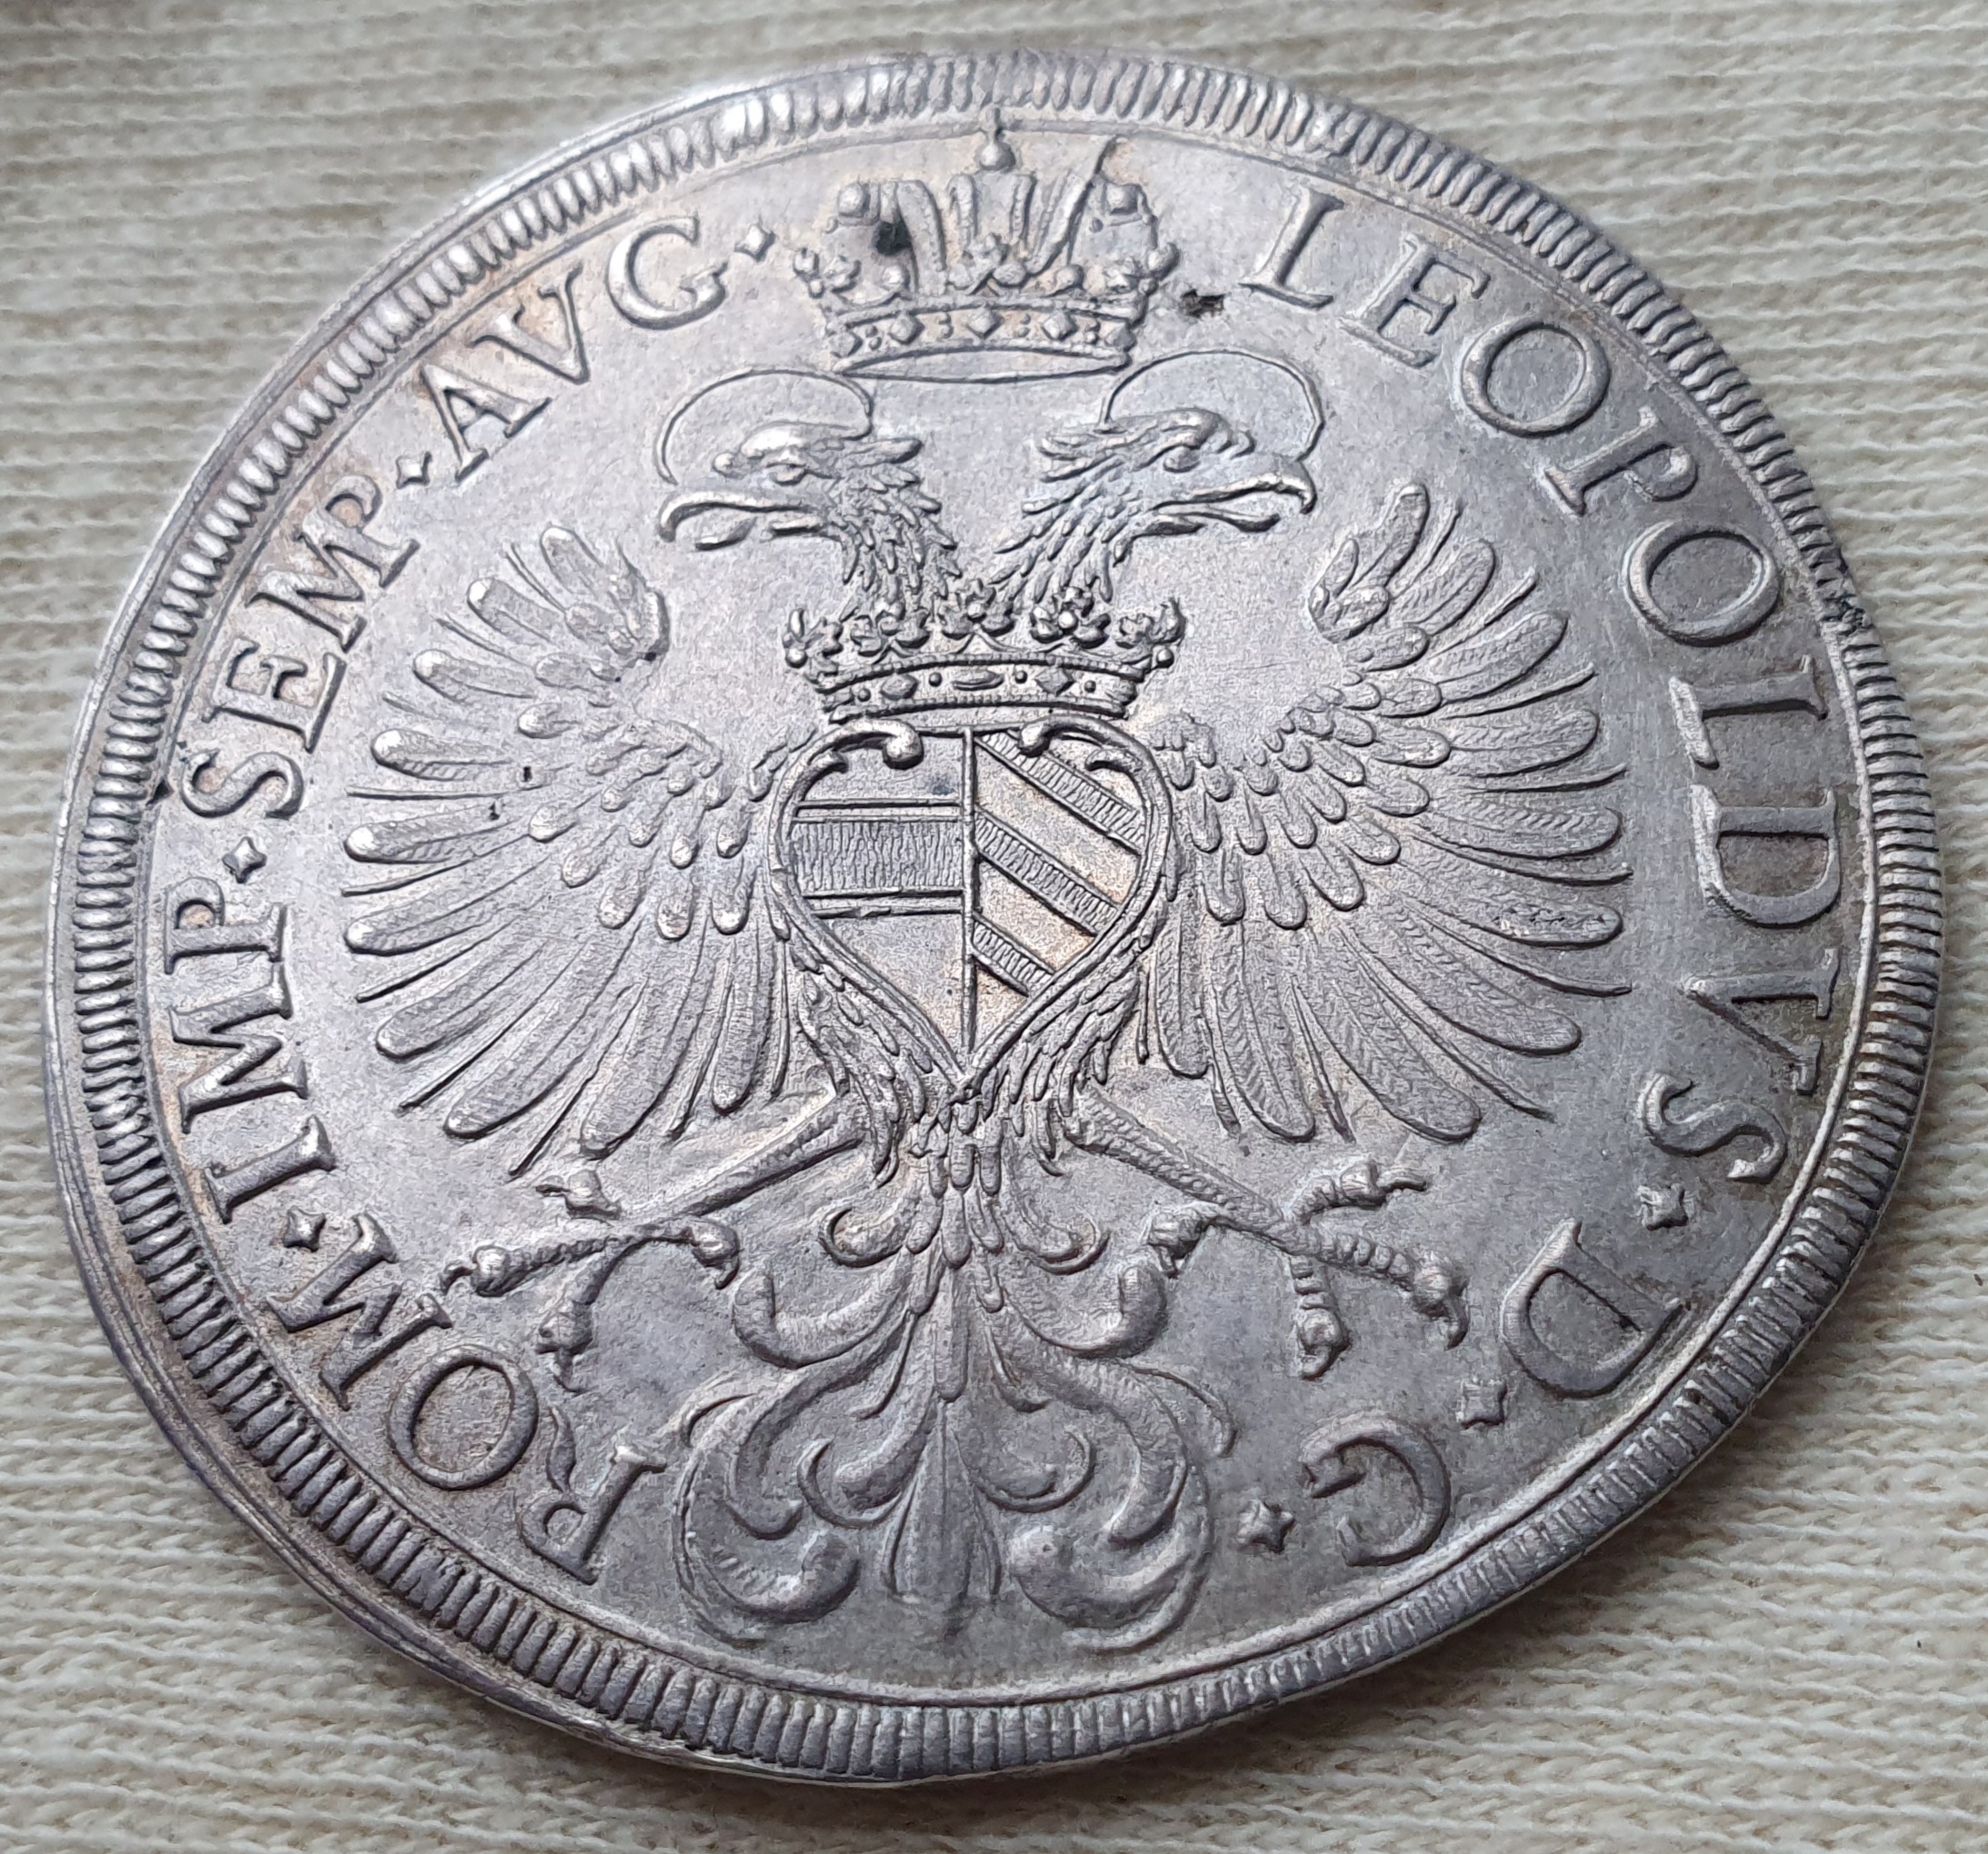 LEOPOLDVS · D · G · ROM · IMP · SEMP · AVG ·